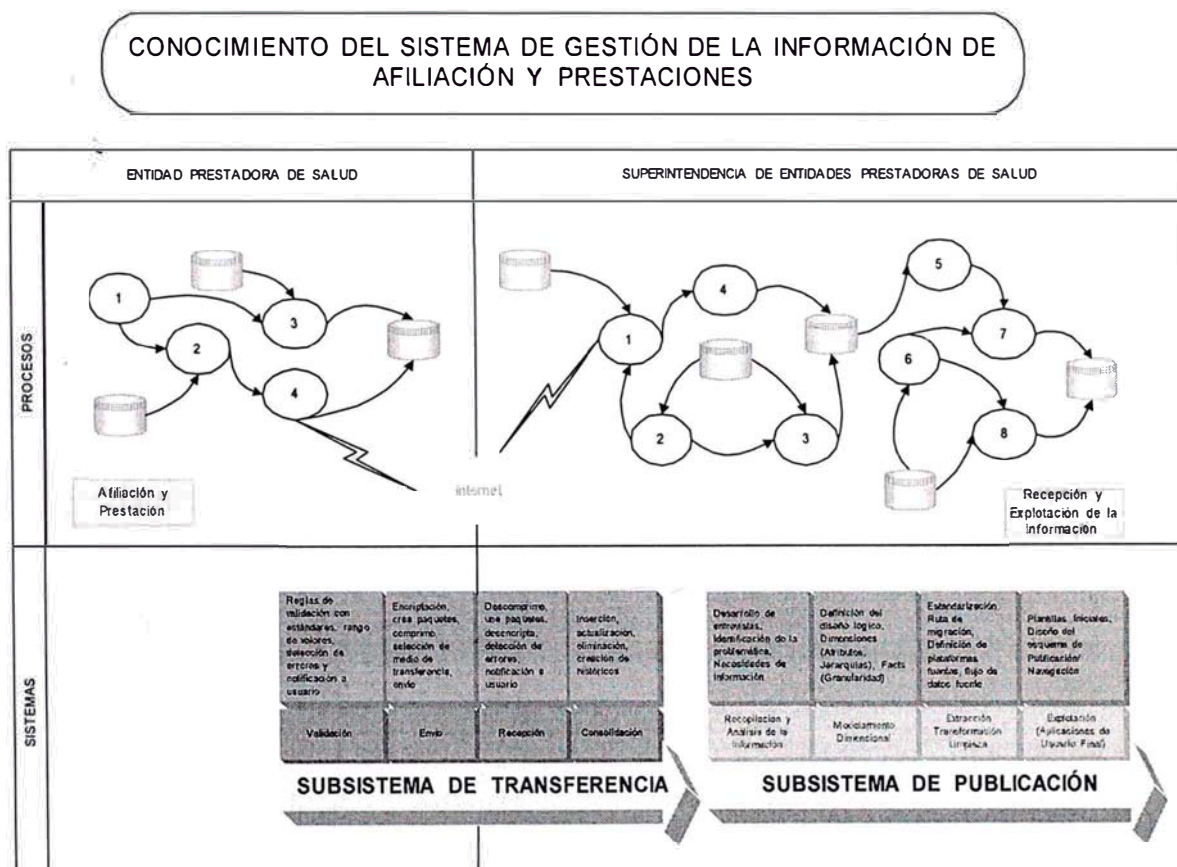 CONOCIMIENTO DEL SISTEMA DE GESTIÓN DE LA INFORMACIÓN DE
AFILIACIÓN Y PRESTACIONES
ENTIDAD PRESTADORA DE SALUD
SUPERINTENDENCIA DE ENTIDADES PRESTADORAS DE SALUD
PROCESOS
1
2
3
4
Afiliación y
Prestación
internet
1
4
2
3
5
7
6
8
Recepción y
Explotación de la
Información
SISTEMAS
Reglas de
validación con
estándares, rango
de valores,
detección de
errores y
notificación a
usuario
Encriptación,
crea paquetes,
comprime
selección de
medio de
transferencia,
envío
Descomprime,
une paquetes,
desencripta,
detección de
errores,
notificación a
usuario
Inserción,
actualización,
eliminación,
creación de
históricos
Validación
Envío
Recepción
Consolidación
SUBSISTEMA DE TRANSFERENCIA
Desarrollo de
entrevistas,
Identificación de la
problemática,
Necesidades de
Información
Definición del
diseño lógico,
Dimensiones
(Atributos,
Jerarquías), Facts
(Granularidad)
Estandarización,
Ruta de
migración,
Definición de
plataformas
fuentes, flujo de
datos fuente
Plantillas Iniciales,
Diseño del
esquema de
Publicación/
Navegación
Recopilación y
Análisis de la
Información
Modelamiento
Dimensional
Extracción
Transformación
Limpieza
Explotación
(Aplicaciones de
Usuario Final)
SUBSISTEMA DE PUBLICACIÓN